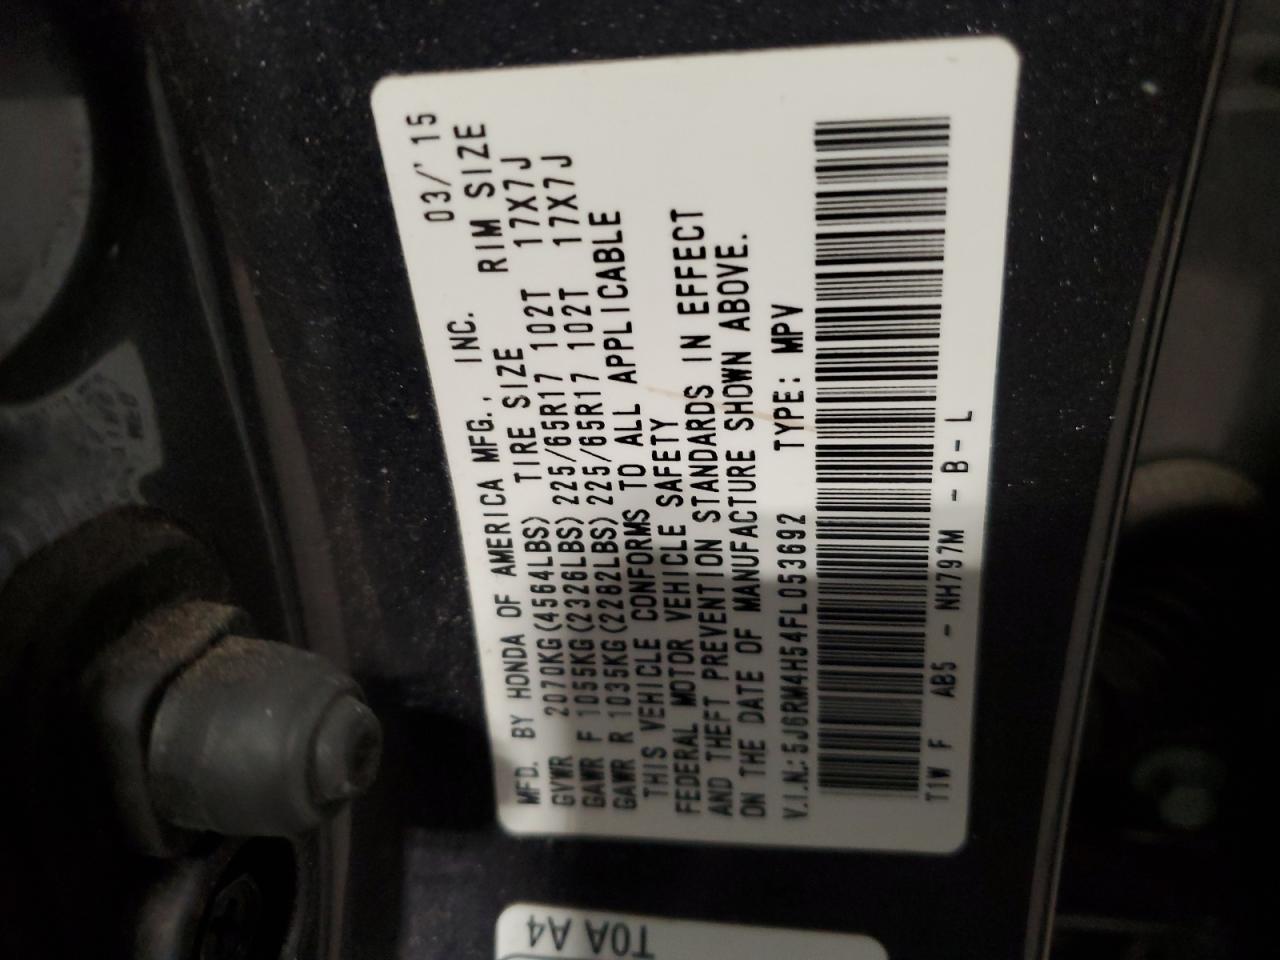 MFD. BY HONDA OF AMERICA MFG., INC. 03/'15
TIRE SIZE RIM SIZE
GVWR 2070KG(4564LBS)
GAWR F 1055KG(2326LBS) 225/65R17 102T 17X7J
GAWR R 1035KG(2282LBS) 225/65R17 102T 17X7J
THIS VEHICLE CONFORMS TO ALL APPLICABLE
FEDERAL MOTOR VEHICLE SAFETY
AND THEFT PREVENTION STANDARDS IN EFFECT
ON THE DATE OF MANUFACTURE SHOWN ABOVE.
V.I.N.:5J6RM4H54FL053692 TYPE: MPV
T1W F AB5 - NH797M - B - L
T0A A4